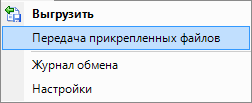 Выгрузить
Передача прикрепленных файлов
Журнал обмена
Настройки